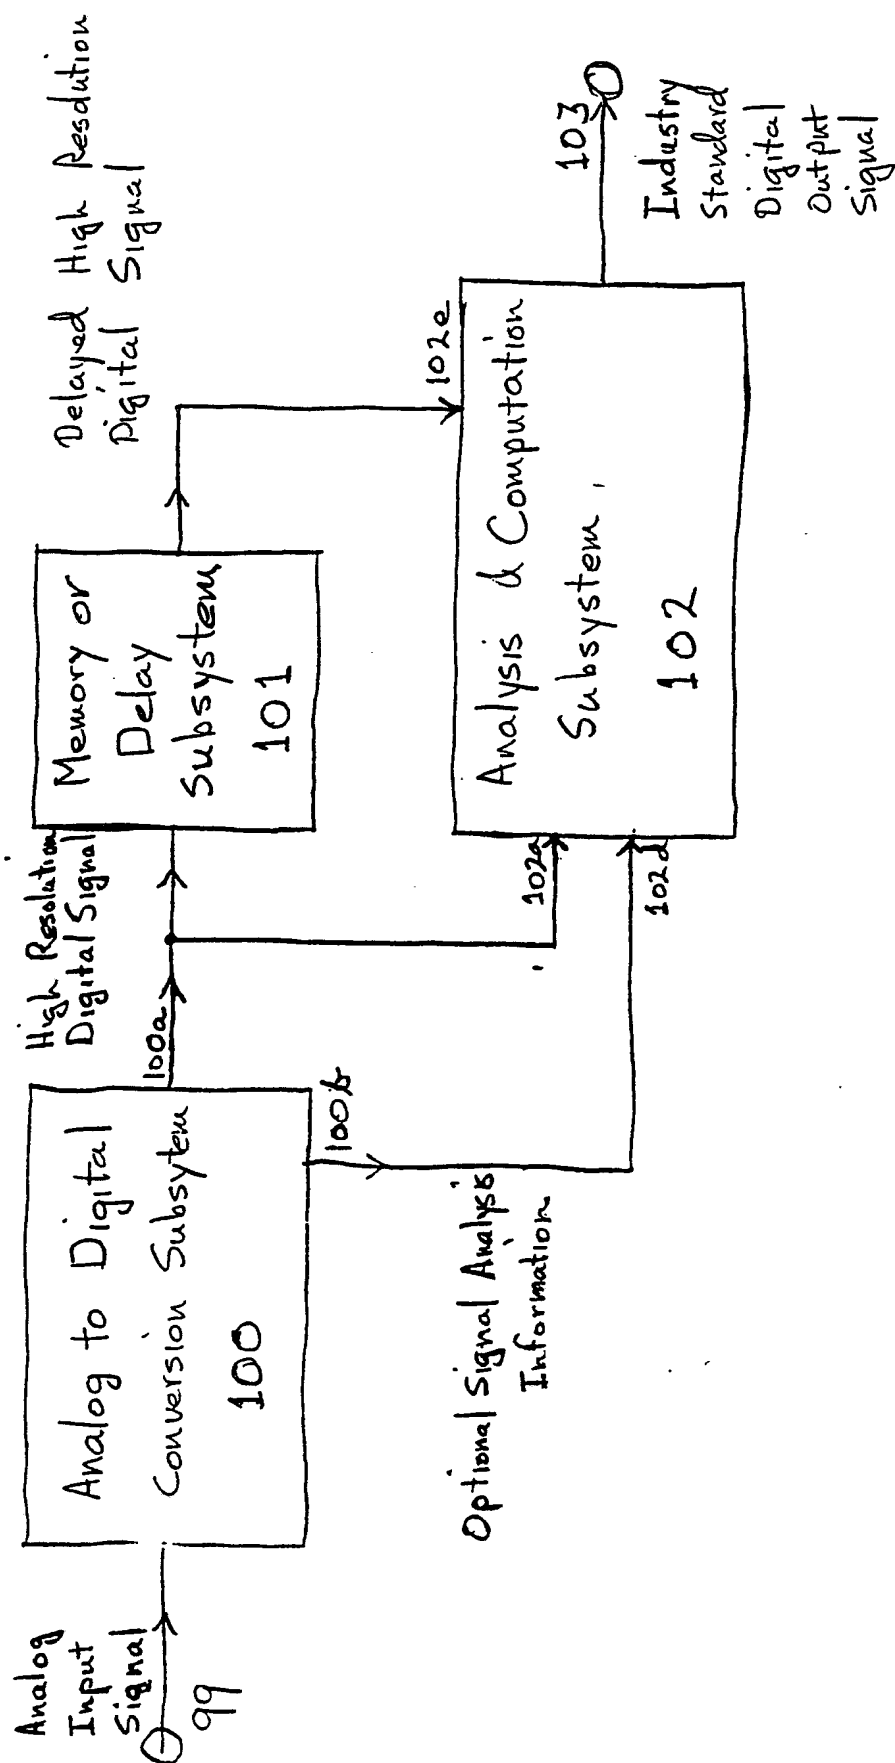 Analog
Input
Signal
99
Analog to Digital
Conversion Subsytem
100
100a
100b
High Resolution
Digital Signal
Optional Signal Analysis
Information
Memory or
Delay
Subsystem
101
Delayed High Resolution
Digital Signal
102a
102d
102e
Analysis & Computation
Subsystem.
102
103
Industry
Standard
Digital
Output
Signal